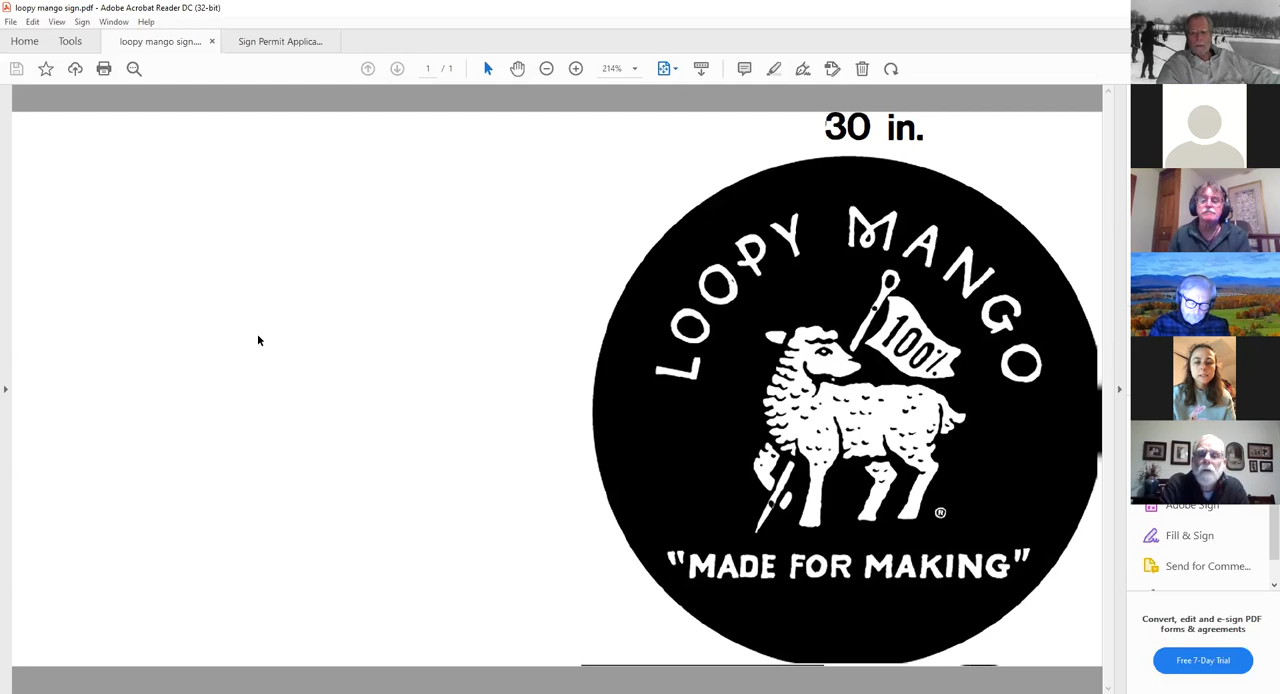 loopy mango sign.pdf - Adobe Acrobat Reader DC (32-bit)
File Edit View Sign Window Help
Home Tools loopy mango sign.... × Sign Permit Applica...
1 / 1 214%
30 in.
LOOPY MANGO
100%
®
"MADE FOR MAKING"
Adobe Sign
Fill & Sign
Send for Comme...
Convert, edit and e-sign PDF
forms & agreements
Free 7-Day Trial